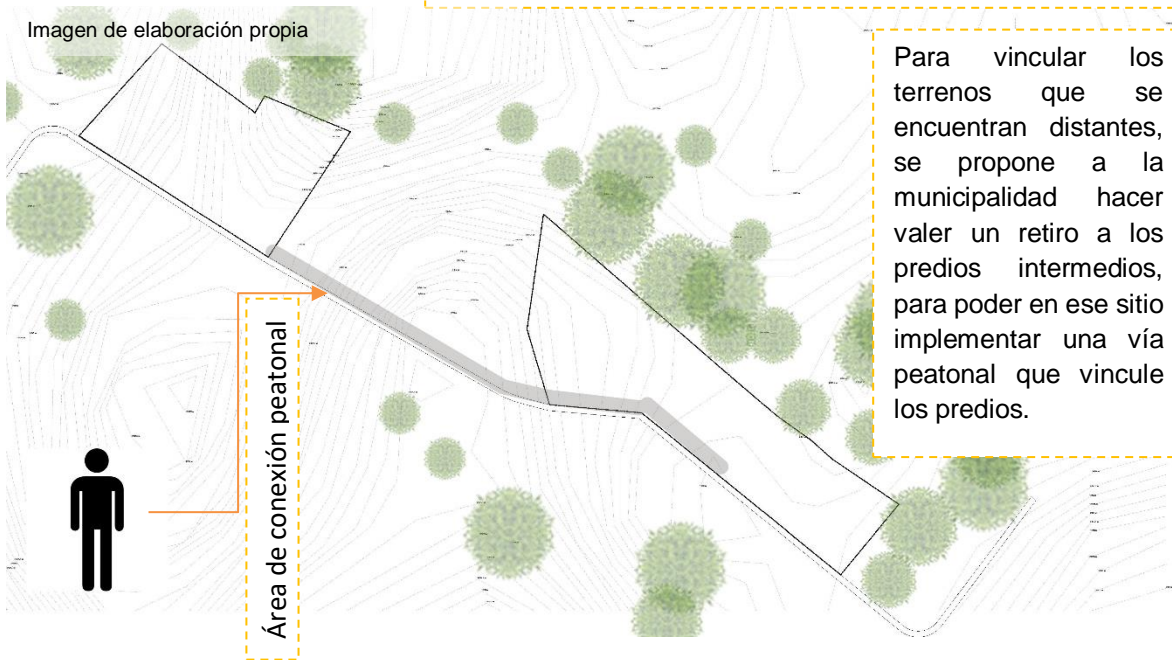 Imagen de elaboración propia
Para vincular los
terrenos que se
encuentran distantes,
se propone a la
municipalidad hacer
valer un retiro a los
predios intermedios,
para poder en ese sitio
implementar una vía
peatonal que vincule
los predios.
Área de conexión peatonal